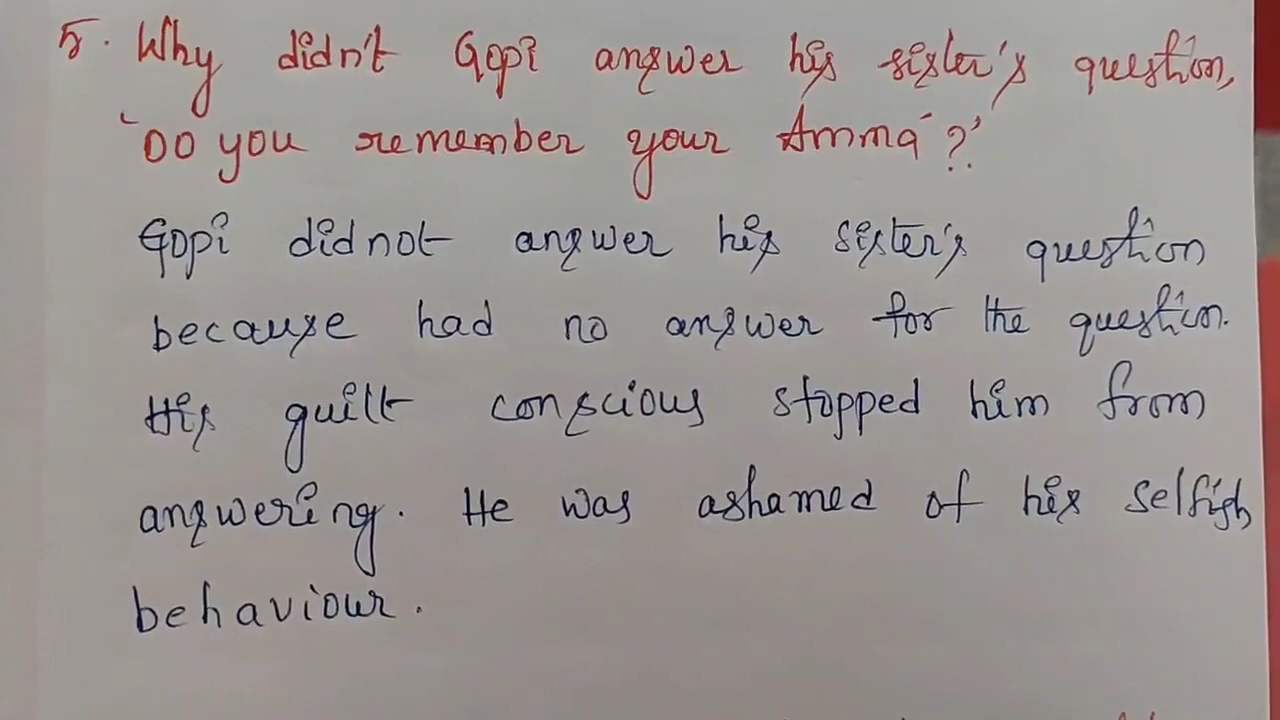 5. Why didn't Gopi answer his sister's question,
'Do you remember your Amma'?'
Gopi did not answer his sister's question
because had no answer for the question.
His guilt conscious stopped him from
answering. He was ashamed of his selfish
behaviour.